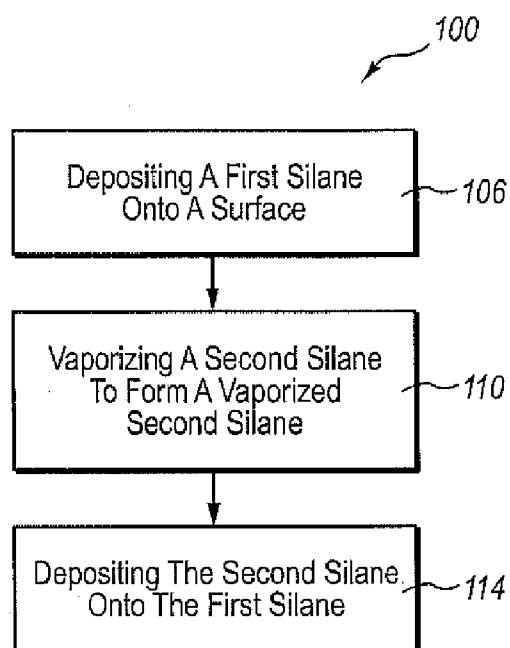 100
Depositing A First Silane
Onto A Surface
106
Vaporizing A Second Silane
To Form A Vaporized
Second Silane
110
Depositing The Second Silane
Onto The First Silane
114